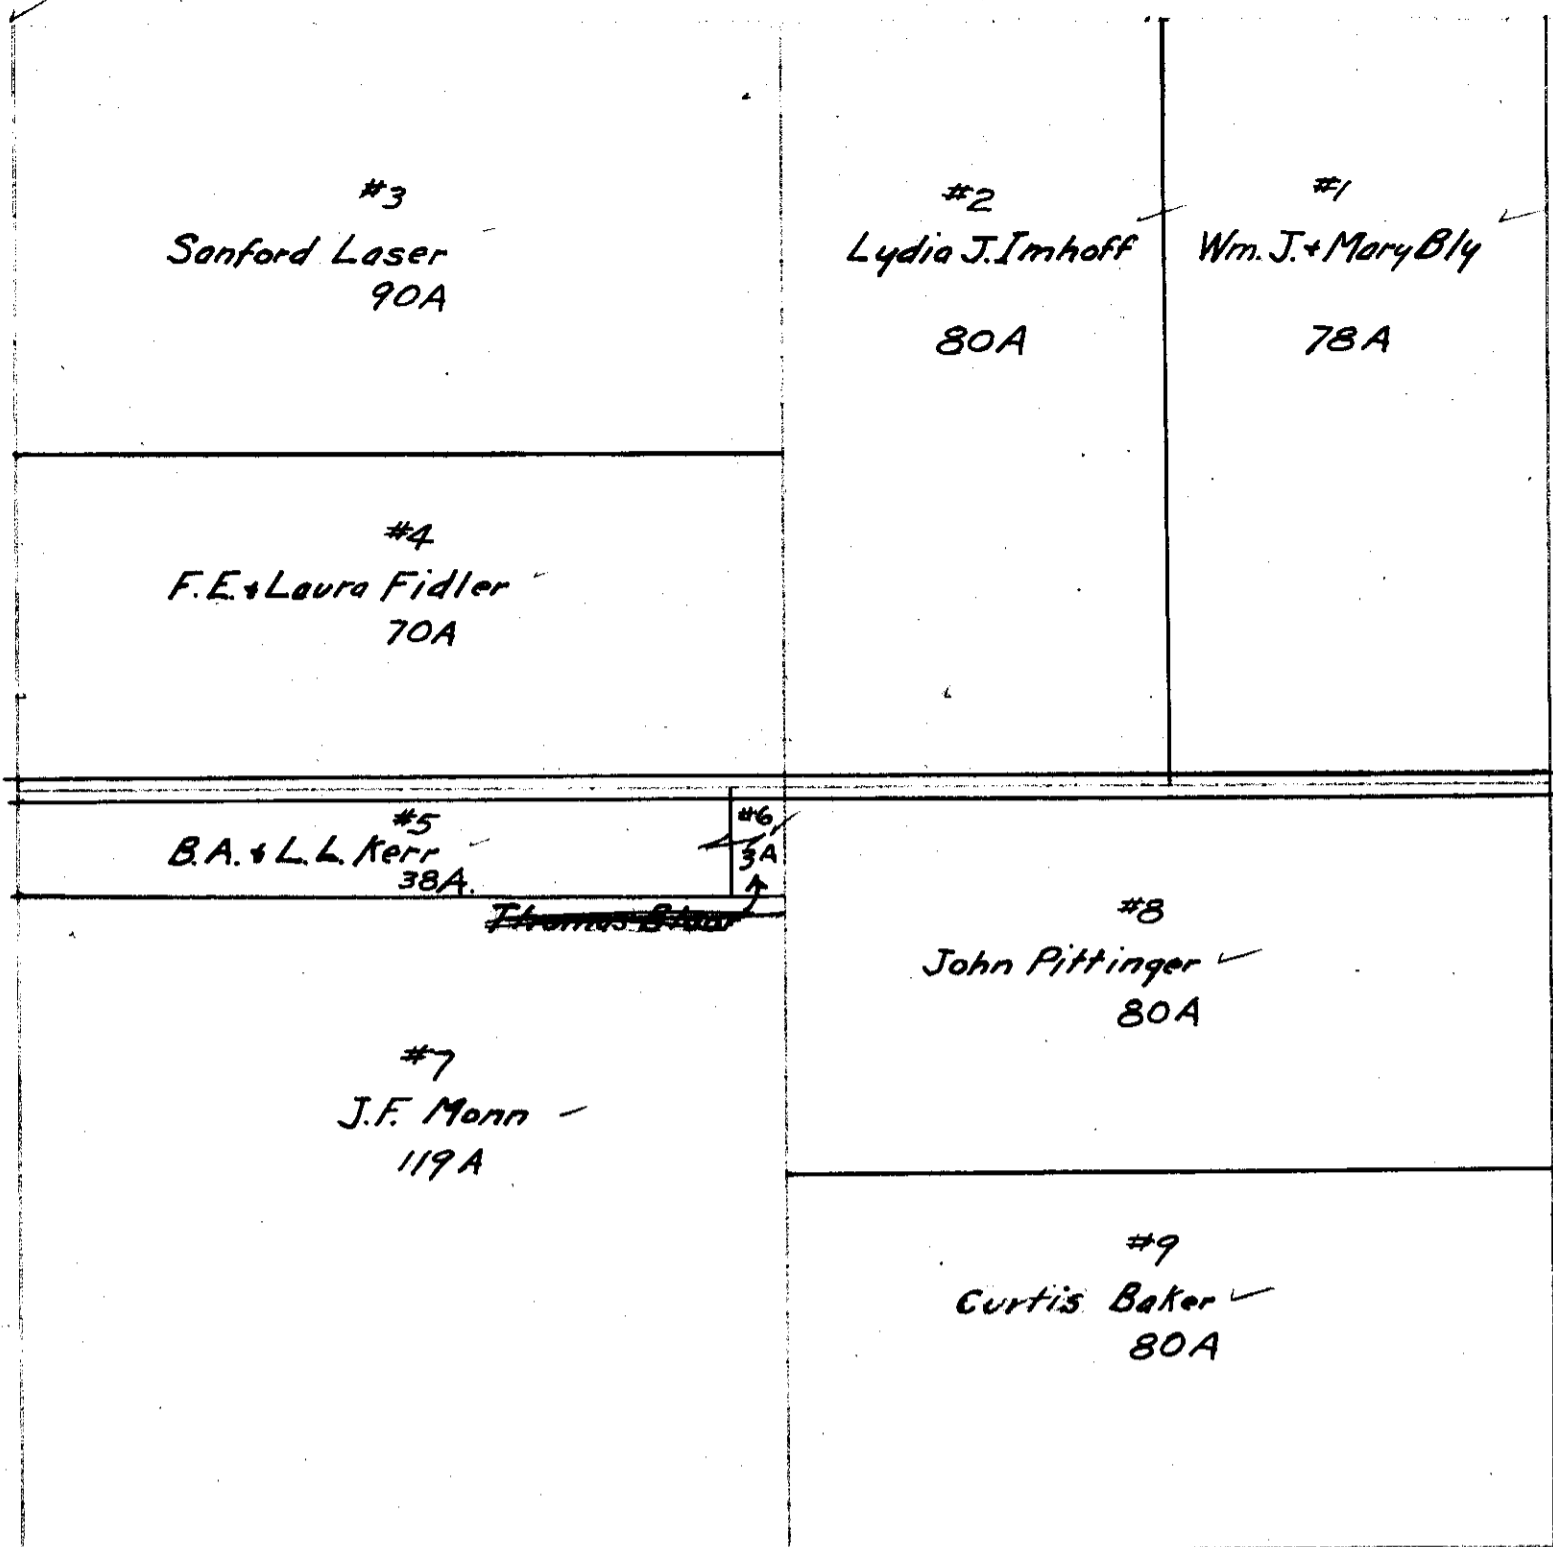 #3
Sanford Laser
90A
#2
Lydia J. Imhoff
80A
#1
Wm. J. & Mary Bly
78A
#4
F.E. & Laura Fidler
70A
#5
B.A. & L.L. Kerr
38A.
#6
3A
Thomas
#7
J.F. Monn
119A
#8
John Pittinger
80A
#9
Curtis Baker
80A